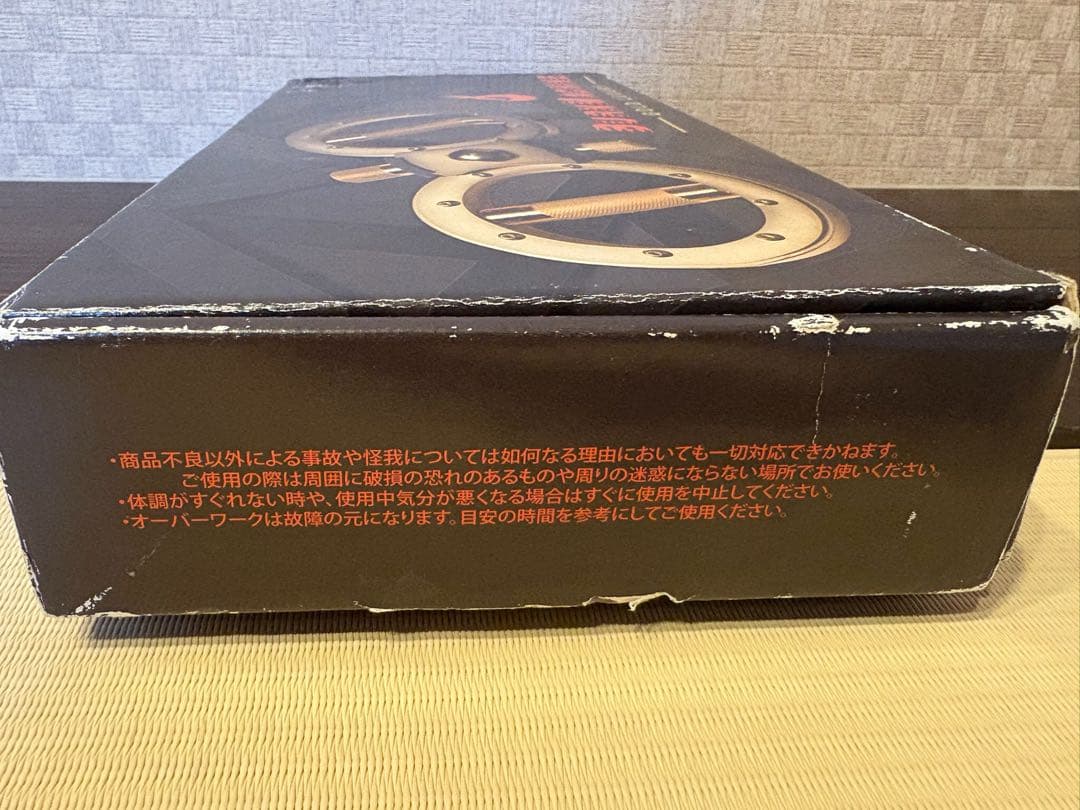 ・商品不良以外による事故や怪我については如何なる理由においても一切対応できかねます。
ご使用の際は周囲に破損の恐れのあるものや周りの迷惑にならない場所でお使いください。
・体調がすぐれない時や、使用中気分が悪くなる場合はすぐに使用を中止してください。
・オーバーワークは故障の元になります。目安の時間を参考にしてご使用ください。